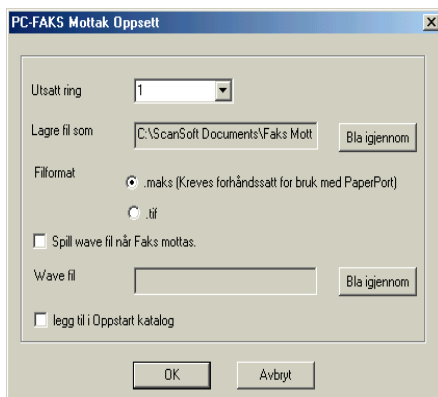 PC-FAKS Mottak Oppsett
Utsatt ring
1
Lagre fil som
C:\ScanSoft Documents\Faks Mott
Bla igjennom
Filformat
.maks (Kreves forhåndssatt for bruk med PaperPort)
.tif
Spill wave fil når Faks mottas.
Wave fil
Bla igjennom
legg til i Oppstart katalog
OK
Avbryt